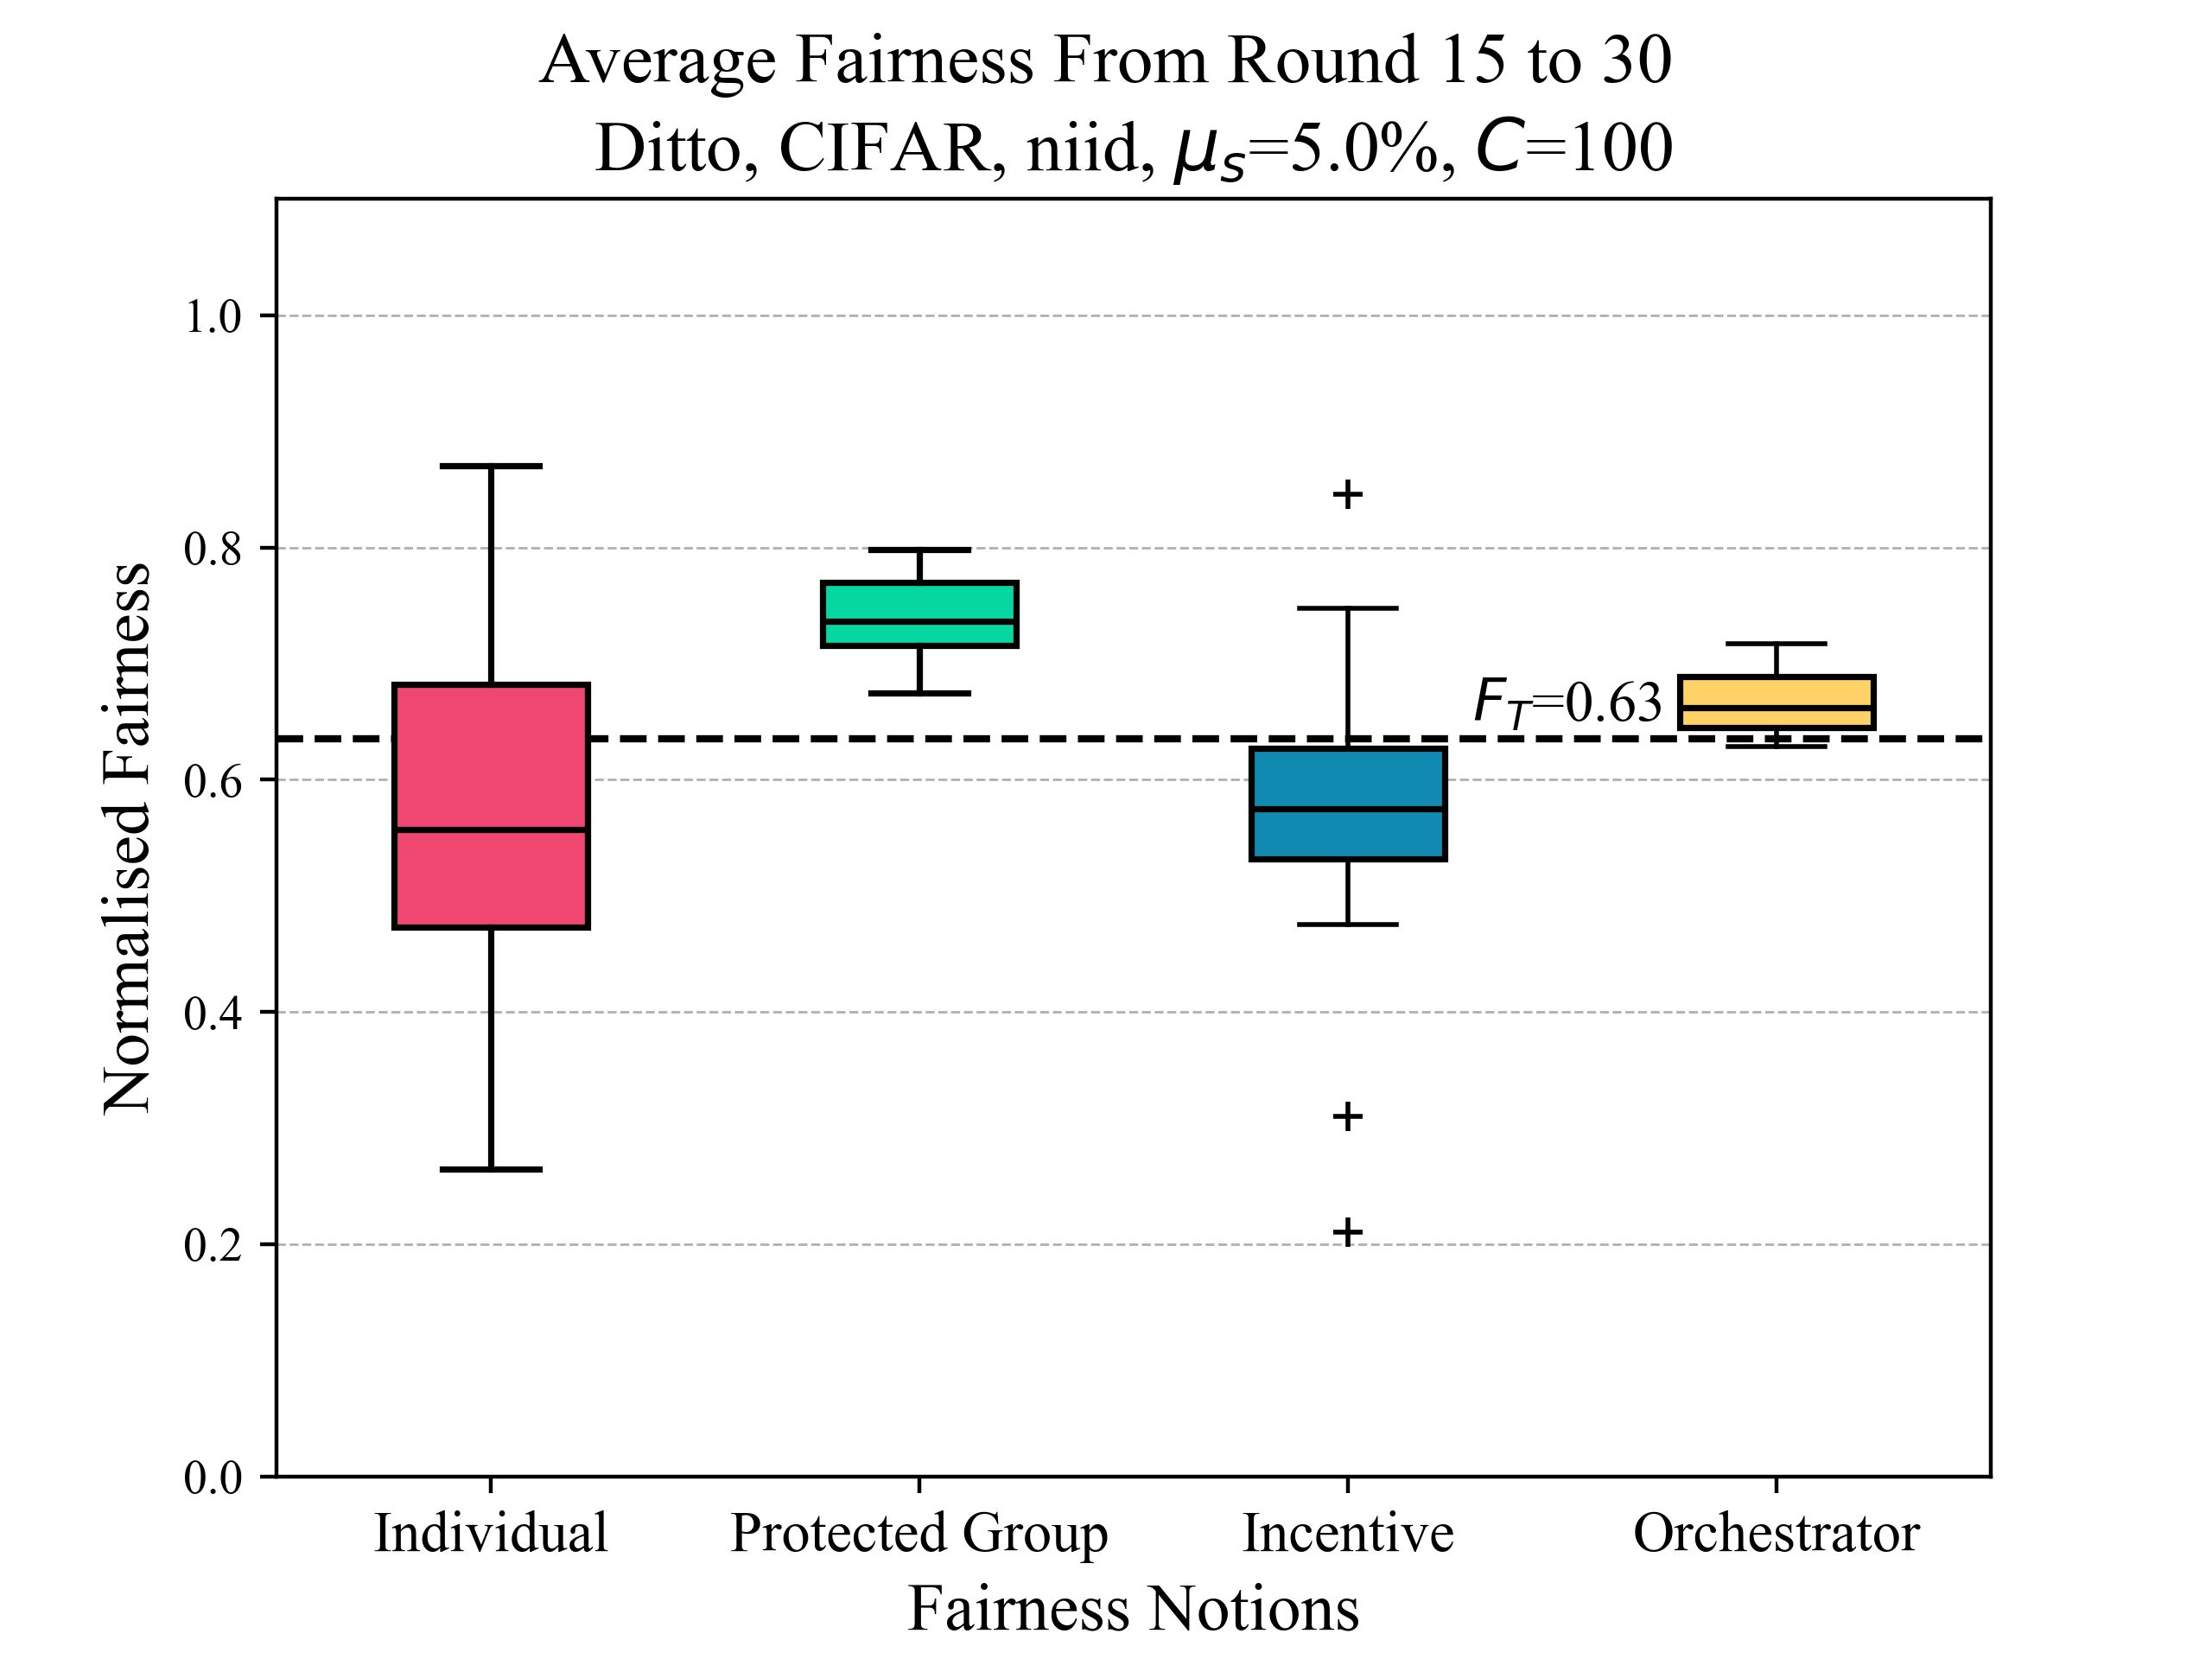 Average Fairness From Round 15 to 30
Ditto, CIFAR, niid, μs=5.0%, C=100
Normalised Fairness
1.0
0.8
0.6
0.4
0.2
0.0
FT=0.63
Individual
Protected Group
Incentive
Orchestrator
Fairness Notions